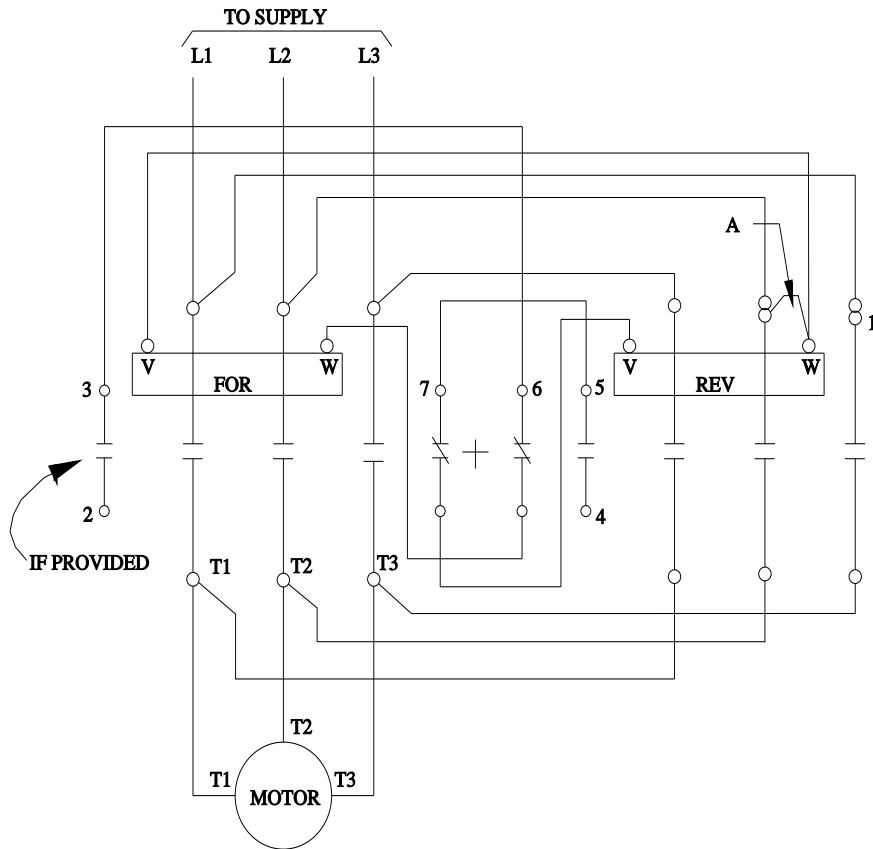 TO SUPPLY
L1 L2 L3
A
1
V W V W
FOR REV
3 7 6 5
2 4
IF PROVIDED
T1 T2 T3
T2
T1 T3
MOTOR